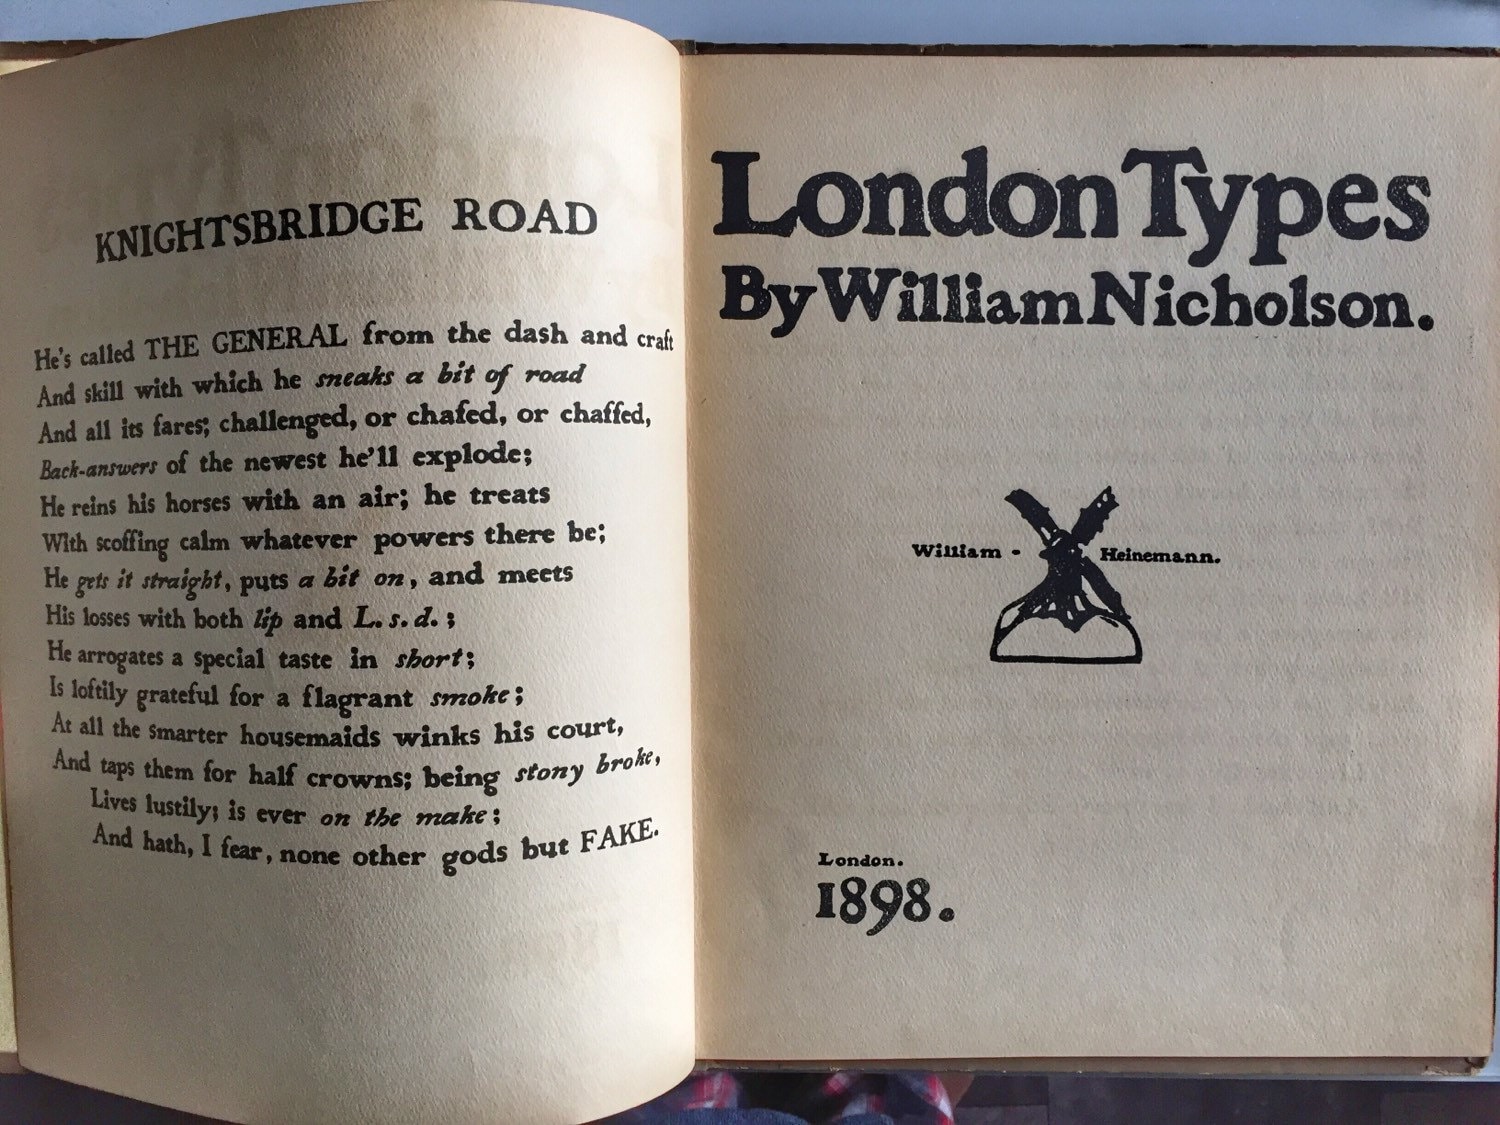 KNIGHTSBRIDGE ROAD
He's called THE GENERAL from the dash and craft
And skill with which he sneaks a bit of road
And all its fares; challenged, or chafed, or chaffed,
Back-answers of the newest he'll explode;
He reins his horses with an air; he treats
With scoffing calm whatever powers there be;
He gets it straight, puts a bit on, and meets
His losses with both lip and L. s. d. ;
He arrogates a special taste in short;
Is loftily grateful for a flagrant smoke;
At all the smarter housemaids winks his court,
And taps them for half crowns; being stony broke,
Lives lustily; is ever on the make;
And hath, I fear, none other gods but FAKE.
London Types
By William Nicholson.
William - Heinemann.
London.
1898.